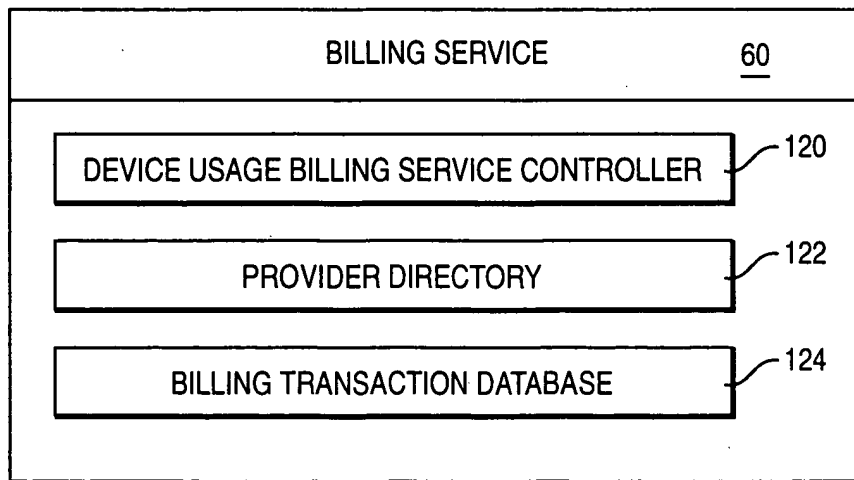 BILLING SERVICE 60
DEVICE USAGE BILLING SERVICE CONTROLLER 120
PROVIDER DIRECTORY 122
BILLING TRANSACTION DATABASE 124